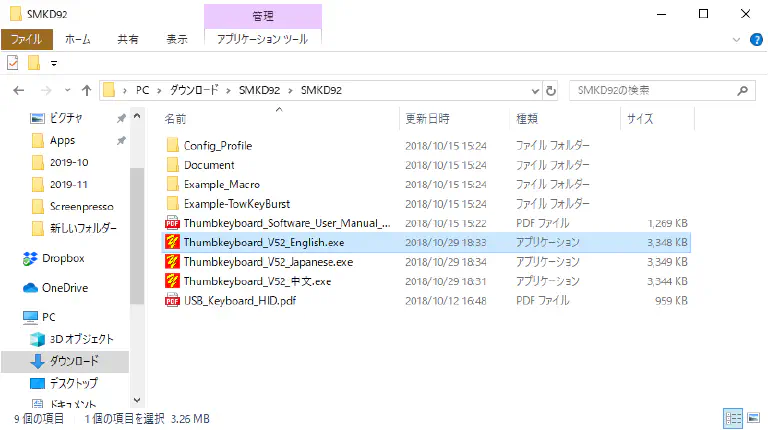 SMKD92
管理
ファイル ホーム 共有 表示 アプリケーション ツール
PC ダウンロード SMKD92 SMKD92 SMKD92の検索
ピクチャ
Apps
2019-10
2019-11
Screenpresso
新しいフォルダー
Dropbox
OneDrive
PC
3D オブジェクト
ダウンロード
デスクトップ
ドキュメント
名前 更新日時 種類 サイズ
Config_Profile 2018/10/15 15:24 ファイル フォルダー
Document 2018/10/15 15:24 ファイル フォルダー
Example_Macro 2018/10/15 15:24 ファイル フォルダー
Example-TowKeyBurst 2018/10/15 15:24 ファイル フォルダー
Thumbkeyboard_Software_User_Manual_... 2018/10/15 15:22 PDF ファイル 1,269 KB
Thumbkeyboard_V52_English.exe 2018/10/29 18:33 アプリケーション 3,348 KB
Thumbkeyboard_V52_Japanese.exe 2018/10/29 18:34 アプリケーション 3,349 KB
Thumbkeyboard_V52_中文.exe 2018/10/29 18:31 アプリケーション 3,344 KB
USB_Keyboard_HID.pdf 2018/10/12 16:48 PDF ファイル 959 KB
9 個の項目 1 個の項目を選択 3.26 MB